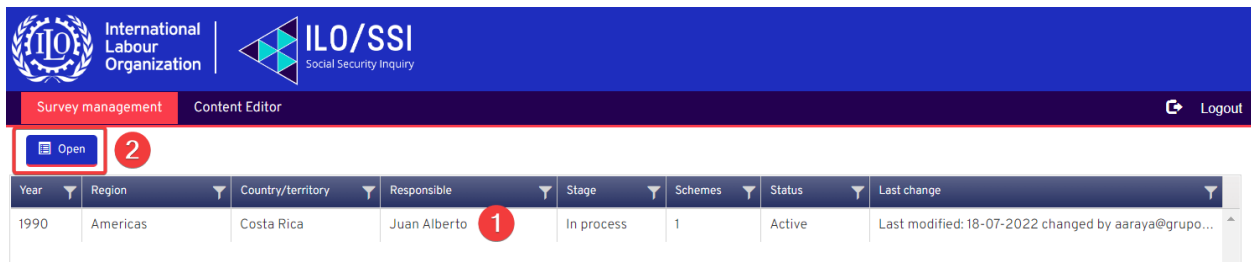 International
Labour
Organization
ILO/SSI
Social Security Inquiry
Survey management Content Editor Logout
Open 2
Year Region Country/territory Responsible Stage Schemes Status Last change
1990 Americas Costa Rica Juan Alberto 1 In process 1 Active Last modified: 18-07-2022 changed by aaraya@grupo...